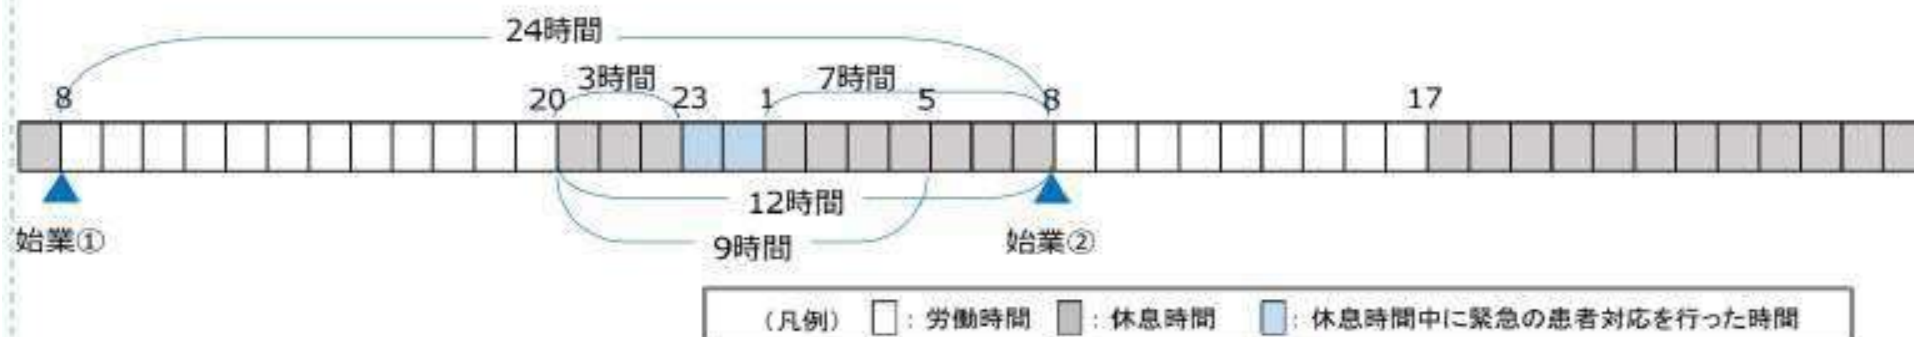 24時間
3時間 7時間
8 20 23 1 5 8 17
12時間
9時間
始業① 始業②
(凡例) : 労働時間 : 休息時間 : 休息時間中に緊急の患者対応を行った時間